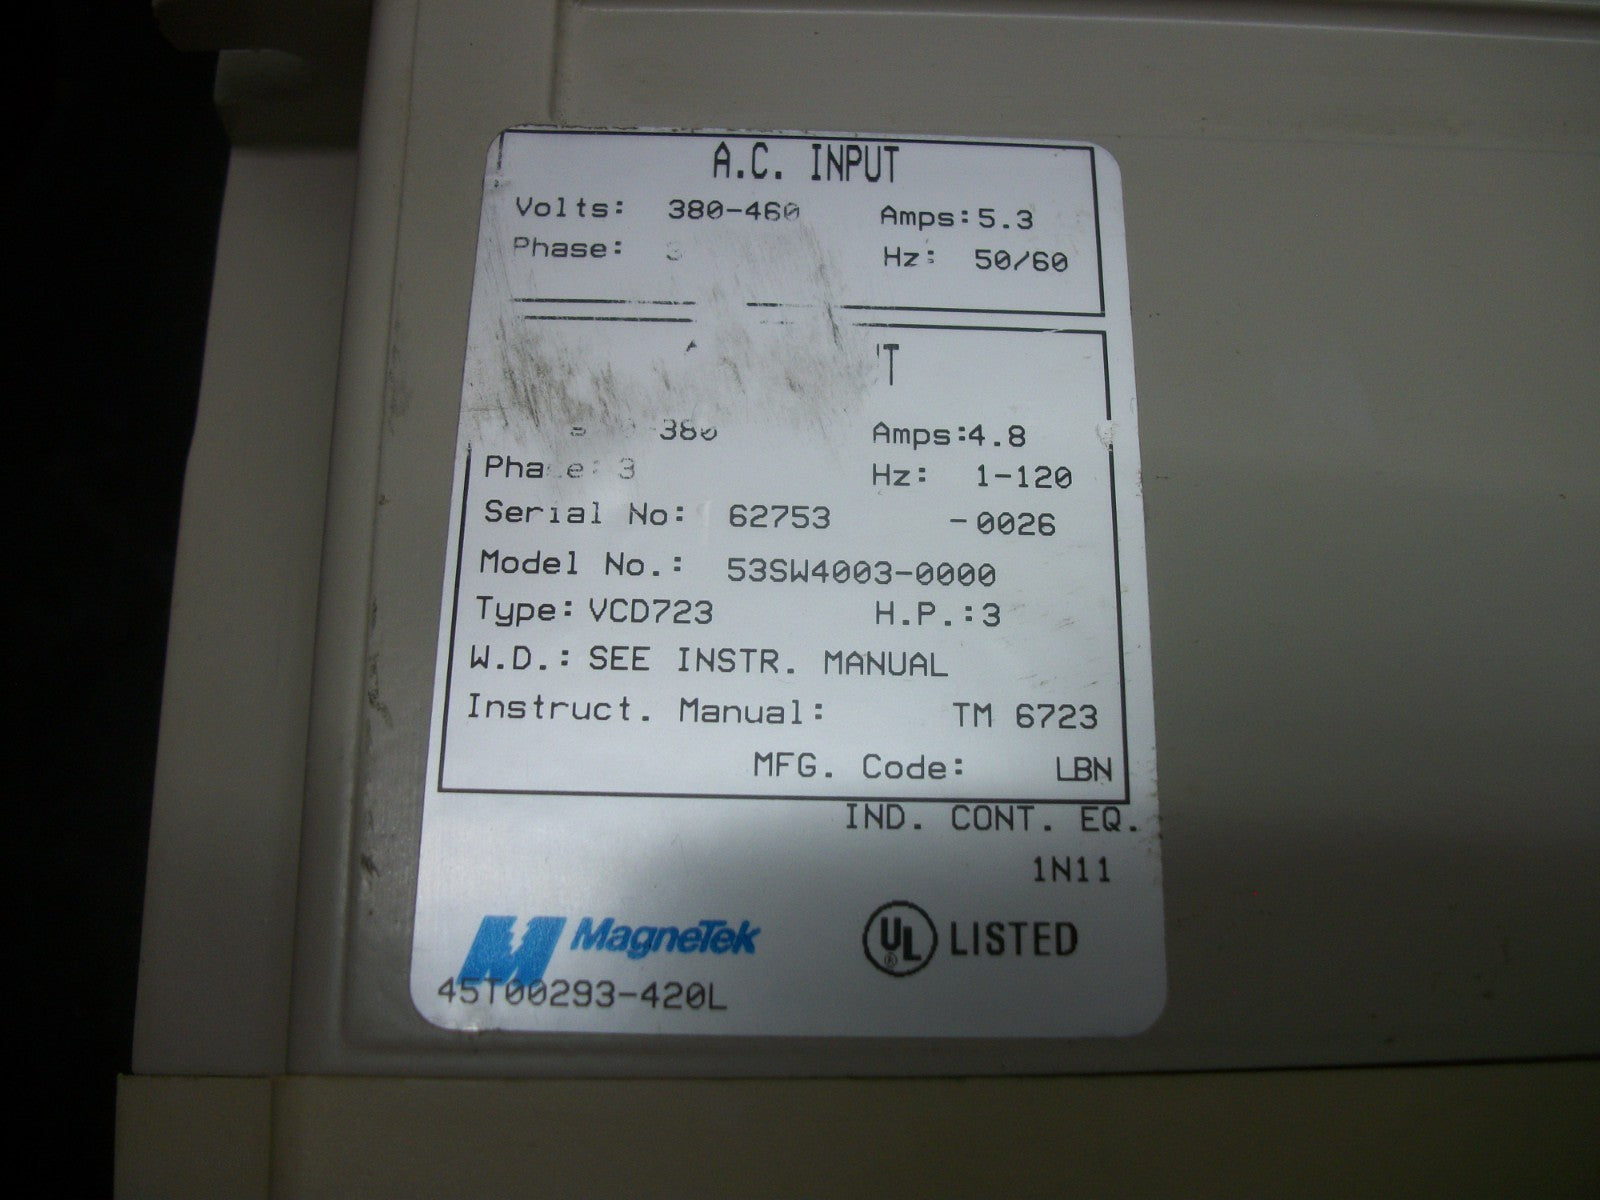 A.C. INPUT
Volts: 380-460 Amps:5.3
Phase: 3 Hz: 50/60
380 Amps:4.8
Phase: 3 Hz: 1-120
Serial No: 62753 -0026
Model No.: 53SW4003-0000
Type: VCD723 H.P.:3
W.D.: SEE INSTR. MANUAL
Instruct. Manual: TM 6723
MFG. Code: LBN
IND. CONT. EQ.
1N11
MagneTek UL ® LISTED
45T00293-420L